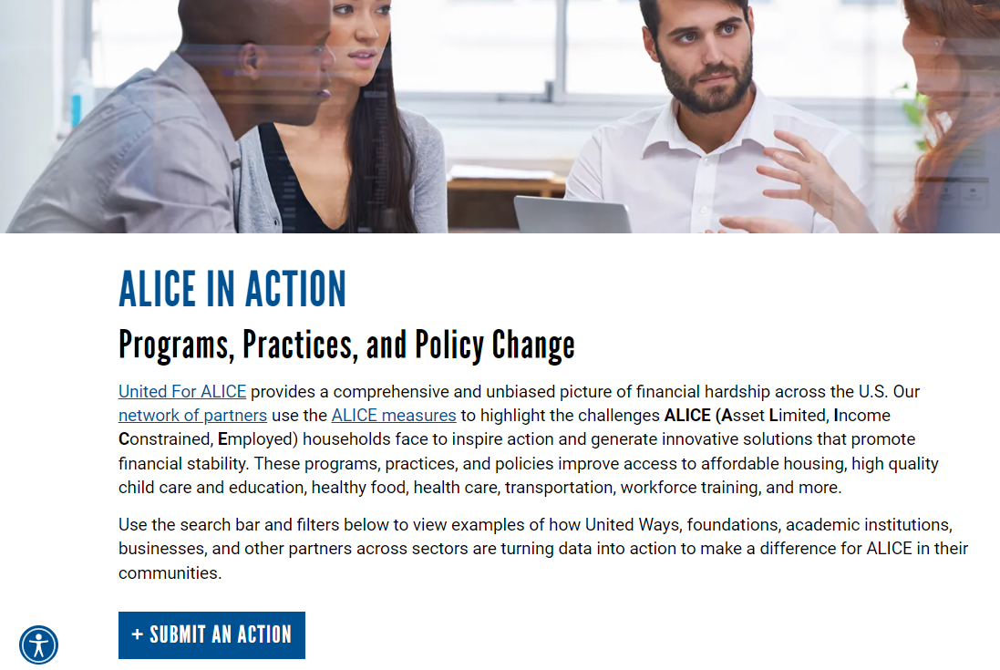 ALICE IN ACTION
Programs, Practices, and Policy Change
United For ALICE provides a comprehensive and unbiased picture of financial hardship across the U.S. Our
network of partners use the ALICE measures to highlight the challenges ALICE (Asset Limited, Income
Constrained, Employed) households face to inspire action and generate innovative solutions that promote
financial stability. These programs, practices, and policies improve access to affordable housing, high quality
child care and education, healthy food, health care, transportation, workforce training, and more.
Use the search bar and filters below to view examples of how United Ways, foundations, academic institutions,
businesses, and other partners across sectors are turning data into action to make a difference for ALICE in their
communities.
+ SUBMIT AN ACTION